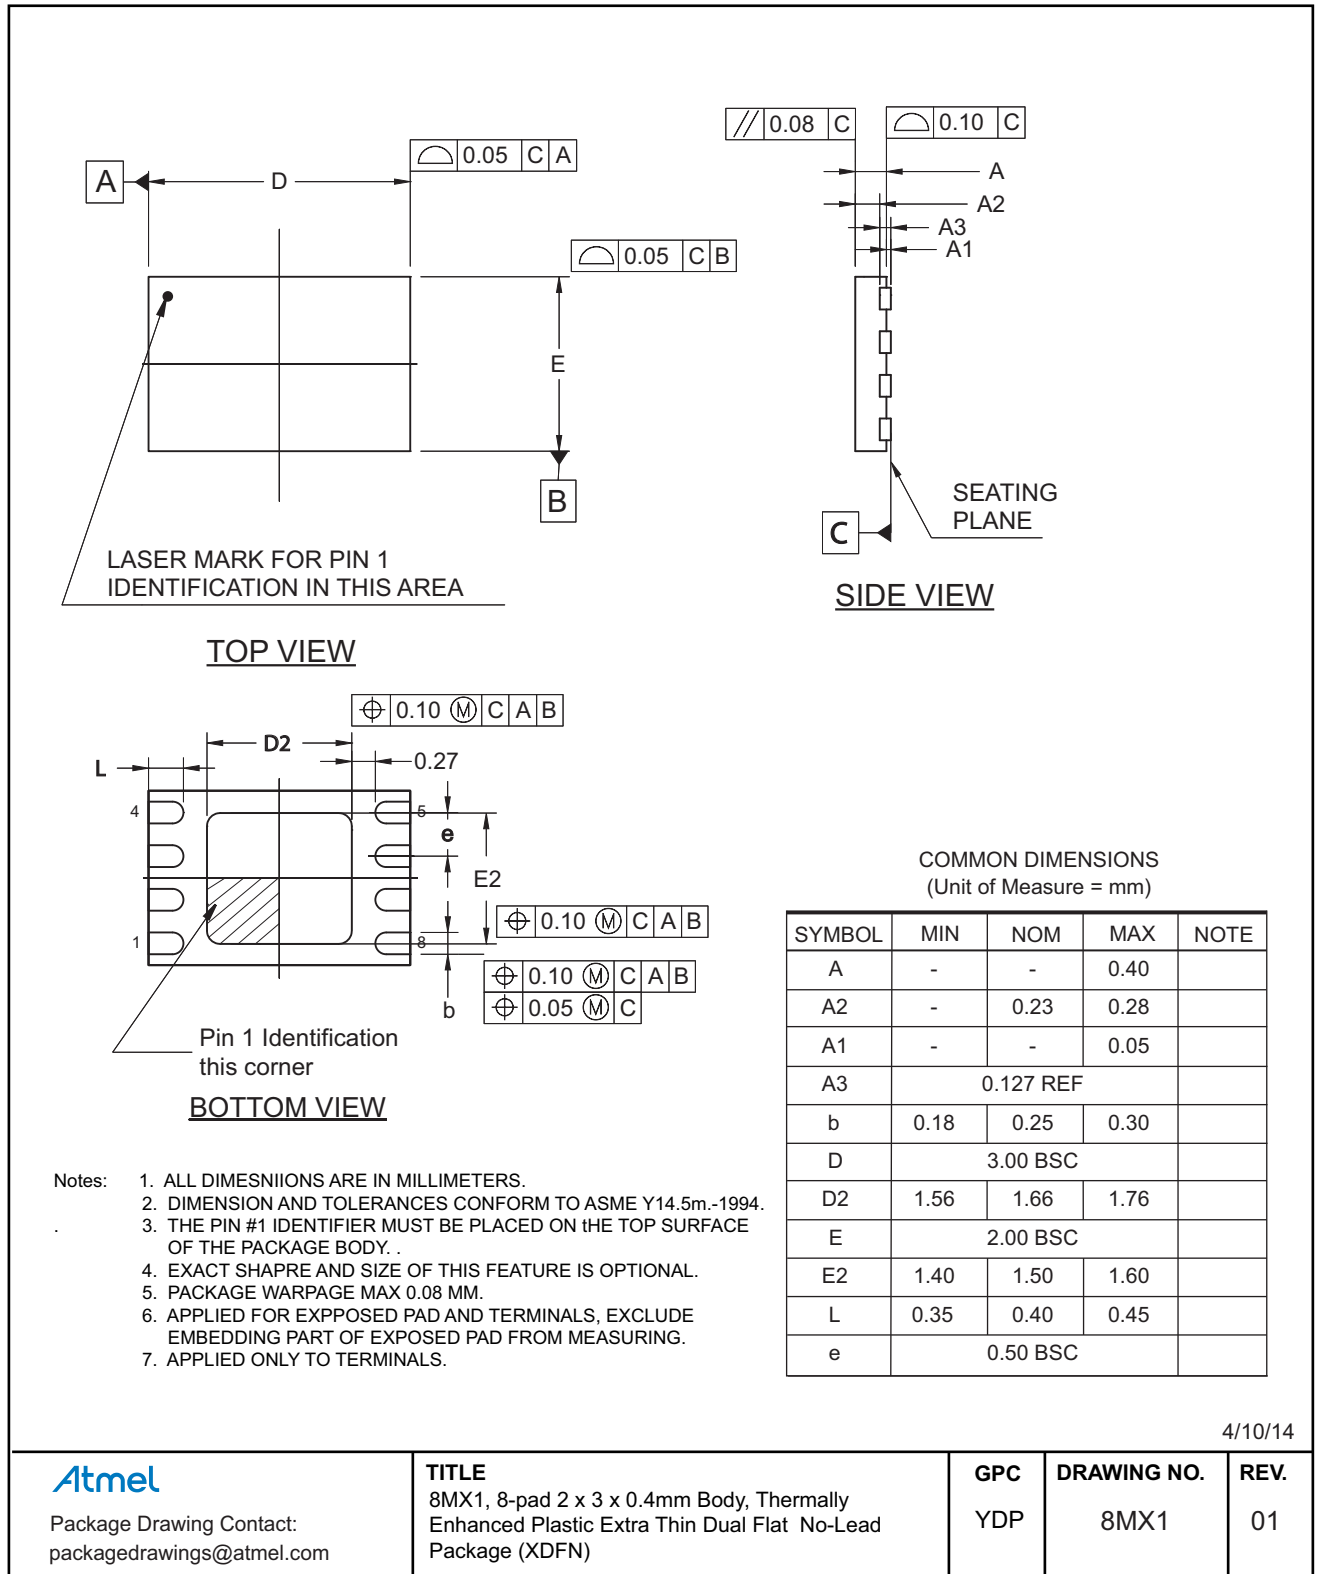 // 0.08 C
0.10 C
0.05 C A
A
D
A
A2
A3
A1
0.05 C B
E
B
SEATING
PLANE
C
LASER MARK FOR PIN 1
IDENTIFICATION IN THIS AREA
SIDE VIEW
TOP VIEW
0.10 M C A B
D2
L
0.27
4
5
e
E2
0.10 M C A B
1
8
0.10 M C A B
0.05 M C
b
Pin 1 Identification
this corner
BOTTOM VIEW
COMMON DIMENSIONS
(Unit of Measure = mm)
SYMBOL MIN NOM MAX NOTE
A - - 0.40
A2 - 0.23 0.28
A1 - - 0.05
A3 0.127 REF
b 0.18 0.25 0.30
D 3.00 BSC
D2 1.56 1.66 1.76
E 2.00 BSC
E2 1.40 1.50 1.60
L 0.35 0.40 0.45
e 0.50 BSC
Notes: 1. ALL DIMESNIIONS ARE IN MILLIMETERS.
2. DIMENSION AND TOLERANCES CONFORM TO ASME Y14.5m.-1994.
. 3. THE PIN #1 IDENTIFIER MUST BE PLACED ON tHE TOP SURFACE
OF THE PACKAGE BODY. .
4. EXACT SHAPRE AND SIZE OF THIS FEATURE IS OPTIONAL.
5. PACKAGE WARPAGE MAX 0.08 MM.
6. APPLIED FOR EXPPOSED PAD AND TERMINALS, EXCLUDE
EMBEDDING PART OF EXPOSED PAD FROM MEASURING.
7. APPLIED ONLY TO TERMINALS.
4/10/14
Atmel
Package Drawing Contact:
packagedrawings@atmel.com
TITLE
8MX1, 8-pad 2 x 3 x 0.4mm Body, Thermally
Enhanced Plastic Extra Thin Dual Flat No-Lead
Package (XDFN)
GPC
YDP
DRAWING NO.
8MX1
REV.
01